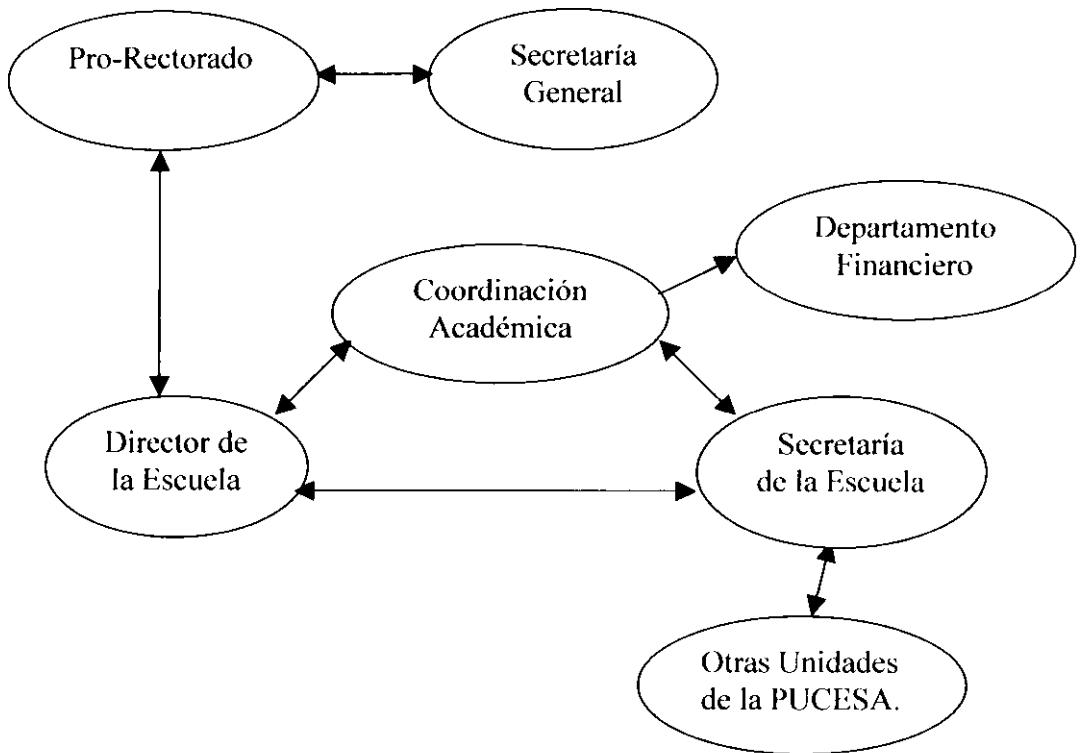 Pro-Rectorado
Secretaría
General
Departamento
Financiero
Coordinación
Académica
Director de
la Escuela
Secretaría
de la Escuela
Otras Unidades
de la PUCESA.